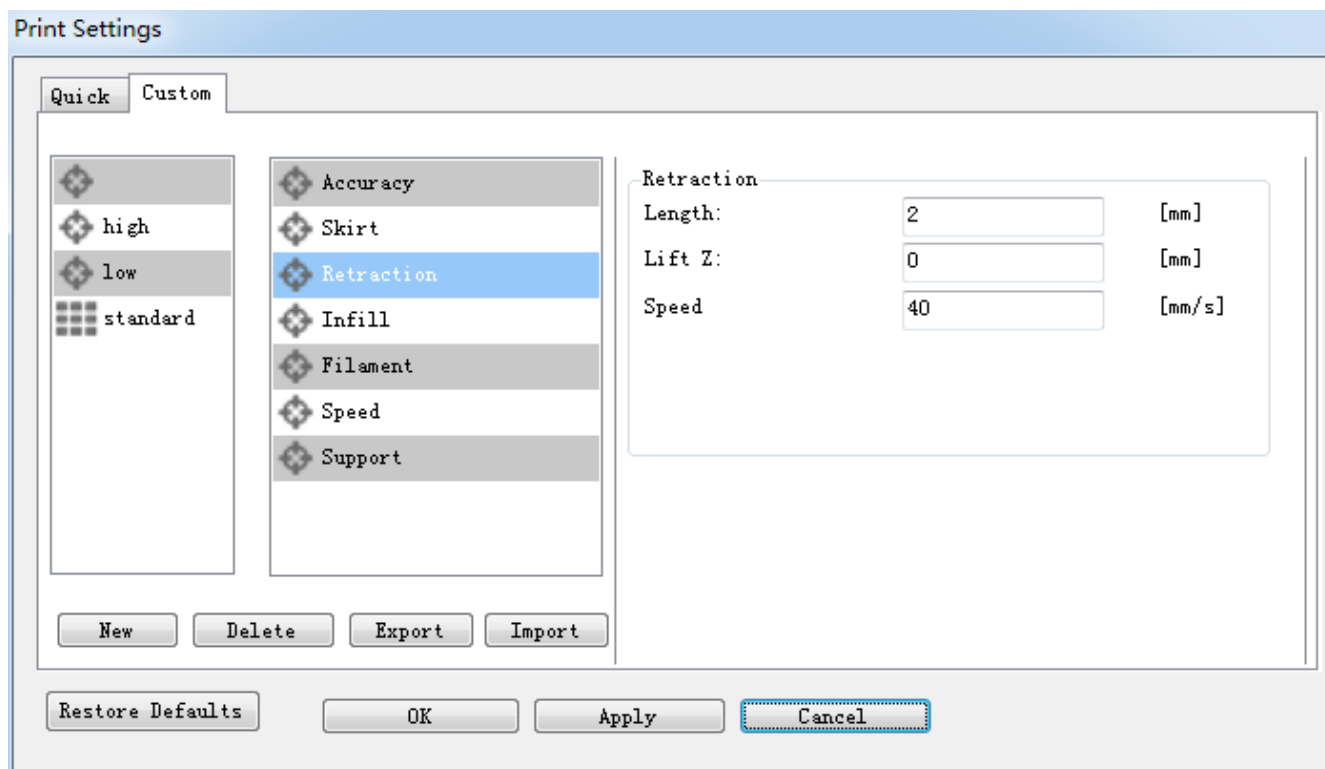 Print Settings
Quick Custom
high
low
standard
Accuracy
Skirt
Retraction
Infill
Filament
Speed
Support
Retraction
Length: 2 [mm]
Lift Z: 0 [mm]
Speed 40 [mm/s]
New Delete Export Import
Restore Defaults OK Apply Cancel